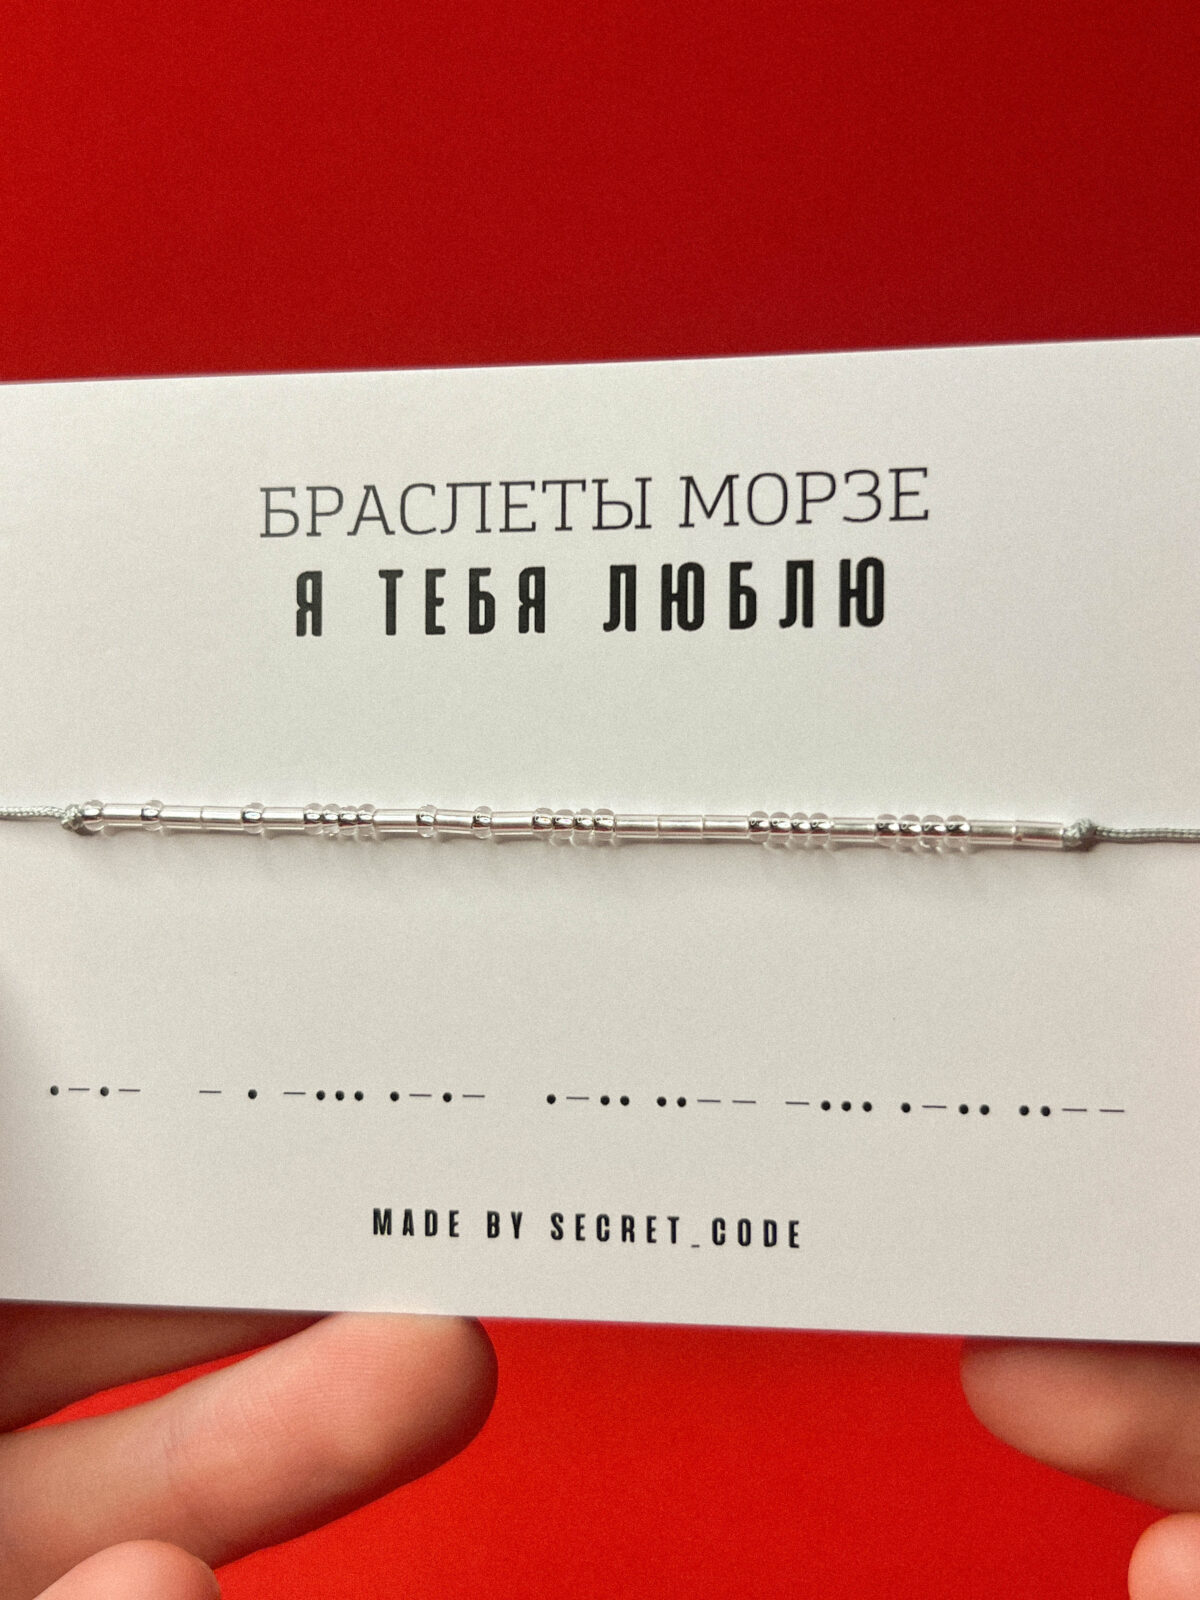 БРАСЛЕТЫ МОРЗЕ
Я ТЕБЯ ЛЮБЛЮ
•—•— — • —••• •—•— •—•• ••—— —••• •—•• ••——
MADE BY SECRET_CODE